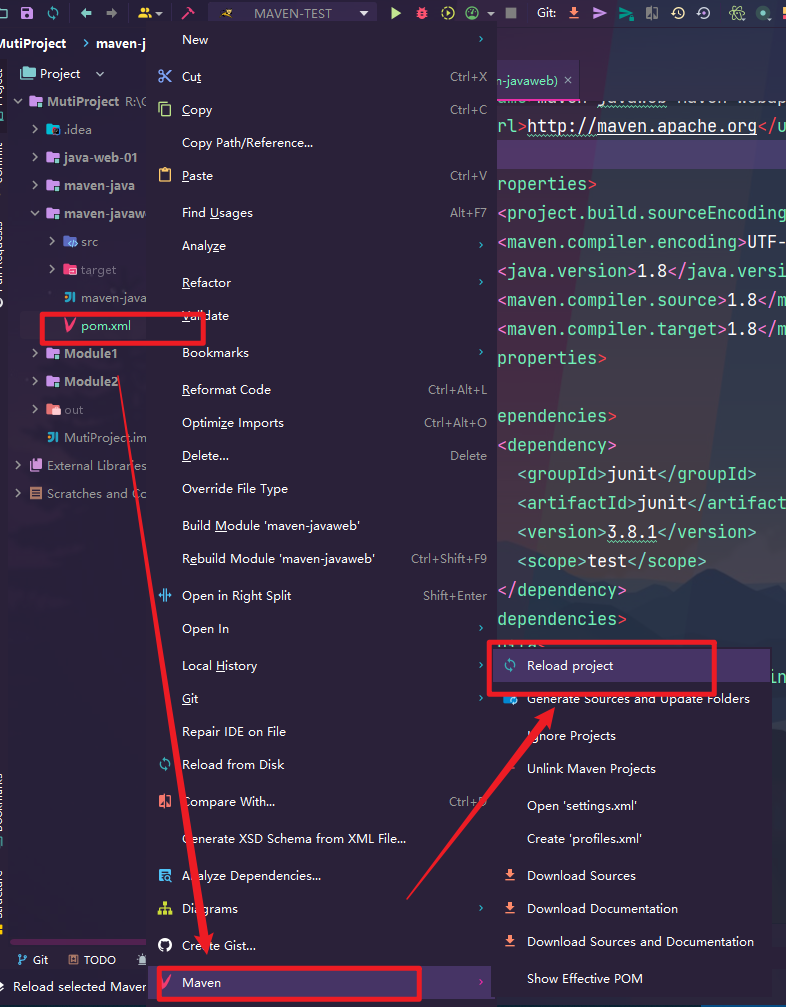 MAVEN-TEST
Git:
MutiProject
maven-j
Project
MutiProject R:\C
.idea
java-web-01
maven-java
maven-javaw
src
target
maven-java
pom.xml
Module1
Module2
out
MutiProject.im
External Libraries
Scratches and Co
Git
TODO
Reload selected Maven
New
Cut Ctrl+X
Copy Ctrl+C
Copy Path/Reference...
Paste Ctrl+V
Find Usages Alt+F7
Analyze
Refactor
Validate
Bookmarks
Reformat Code Ctrl+Alt+L
Optimize Imports Ctrl+Alt+O
Delete... Delete
Override File Type
Build Module 'maven-javaweb'
Rebuild Module 'maven-javaweb' Ctrl+Shift+F9
Open in Right Split Shift+Enter
Open In
Local History
Git
Repair IDE on File
Reload from Disk
Compare With... Ctrl+D
Generate XSD Schema from XML File...
Analyze Dependencies...
Diagrams
Create Gist...
Maven
n-javaweb)
rl>http://maven.apache.org</u
roperties>
<project.build.sourceEncoding
<maven.compiler.encoding>UTF-
<java.version>1.8</java.versi
<maven.compiler.source>1.8</m
<maven.compiler.target>1.8</m
properties>
ependencies>
<dependency>
<groupId>junit</groupId>
<artifactId>junit</artifact
<version>3.8.1</version>
<scope>test</scope>
</dependency>
dependencies>
in
Reload project
Generate Sources and Update Folders
Ignore Projects
Unlink Maven Projects
Open 'settings.xml'
Create 'profiles.xml'
Download Sources
Download Documentation
Download Sources and Documentation
Show Effective POM